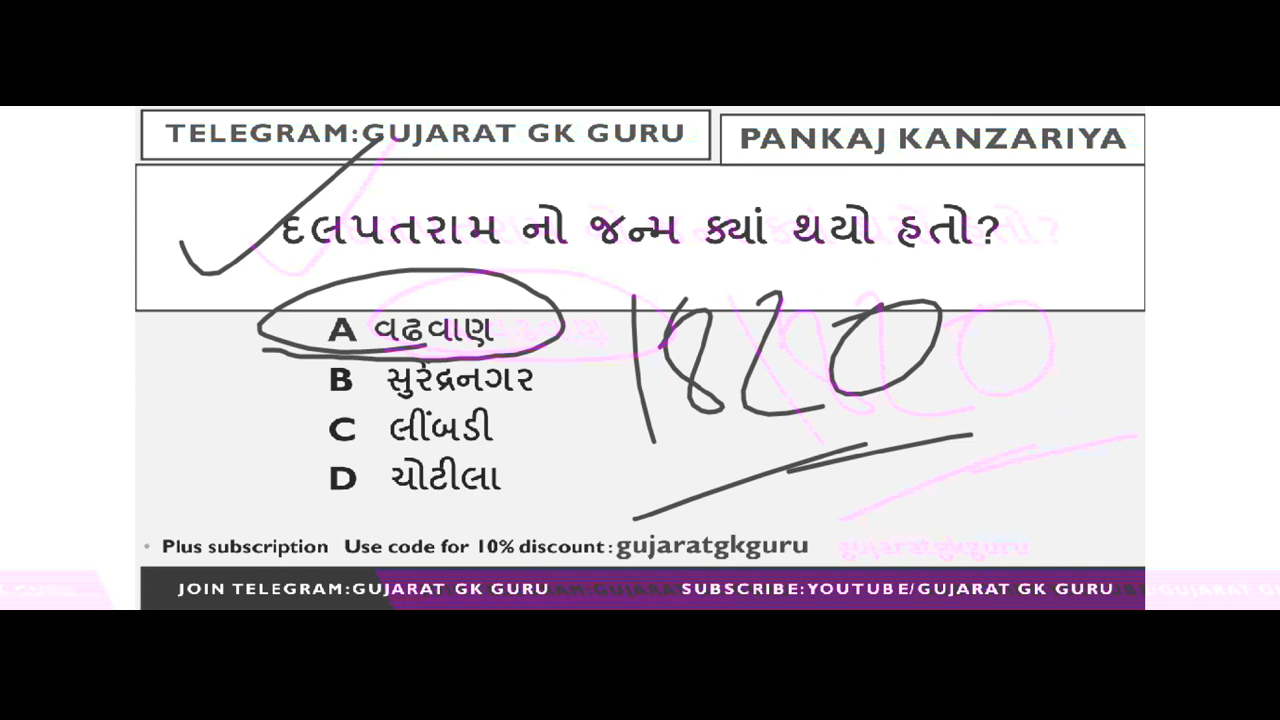 TELEGRAM:GUJARAT GK GURU
PANKAJ KANZARIYA
દલપતરામ નો જન્મ ક્યાં થયો હતો?
A વઢવાણ
1820
B સુરેંદ્રનગર
C લીંબડી
D ચોટીલા
• Plus subscription Use code for 10% discount : gujaratgkguru
JOIN TELEGRAM:GUJARAT GK GURU SUBSCRIBE:YOUTUBE/GUJARAT GK GURU